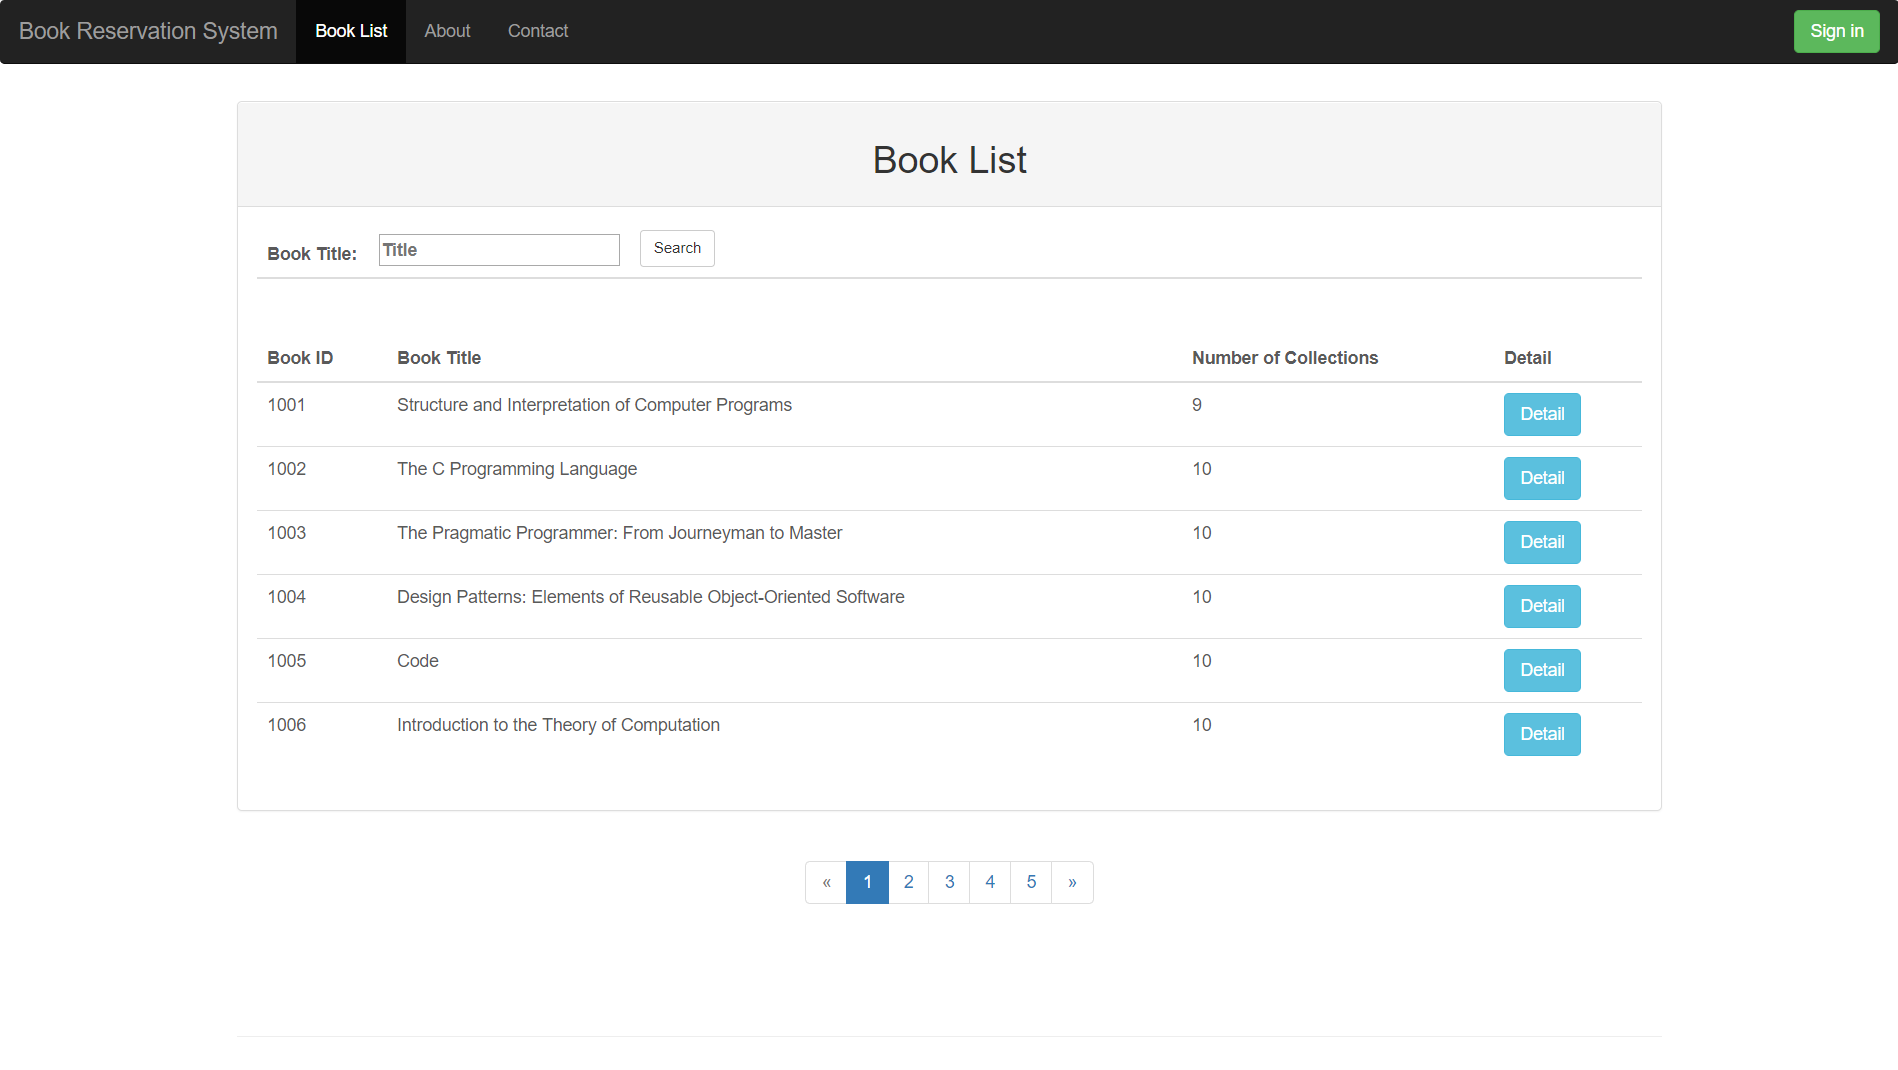 Book Reservation System Book List About Contact Sign in
Book List
Book Title: Title Search
Book ID Book Title Number of Collections Detail
1001 Structure and Interpretation of Computer Programs 9 Detail
1002 The C Programming Language 10 Detail
1003 The Pragmatic Programmer: From Journeyman to Master 10 Detail
1004 Design Patterns: Elements of Reusable Object-Oriented Software 10 Detail
1005 Code 10 Detail
1006 Introduction to the Theory of Computation 10 Detail
« 1 2 3 4 5 »